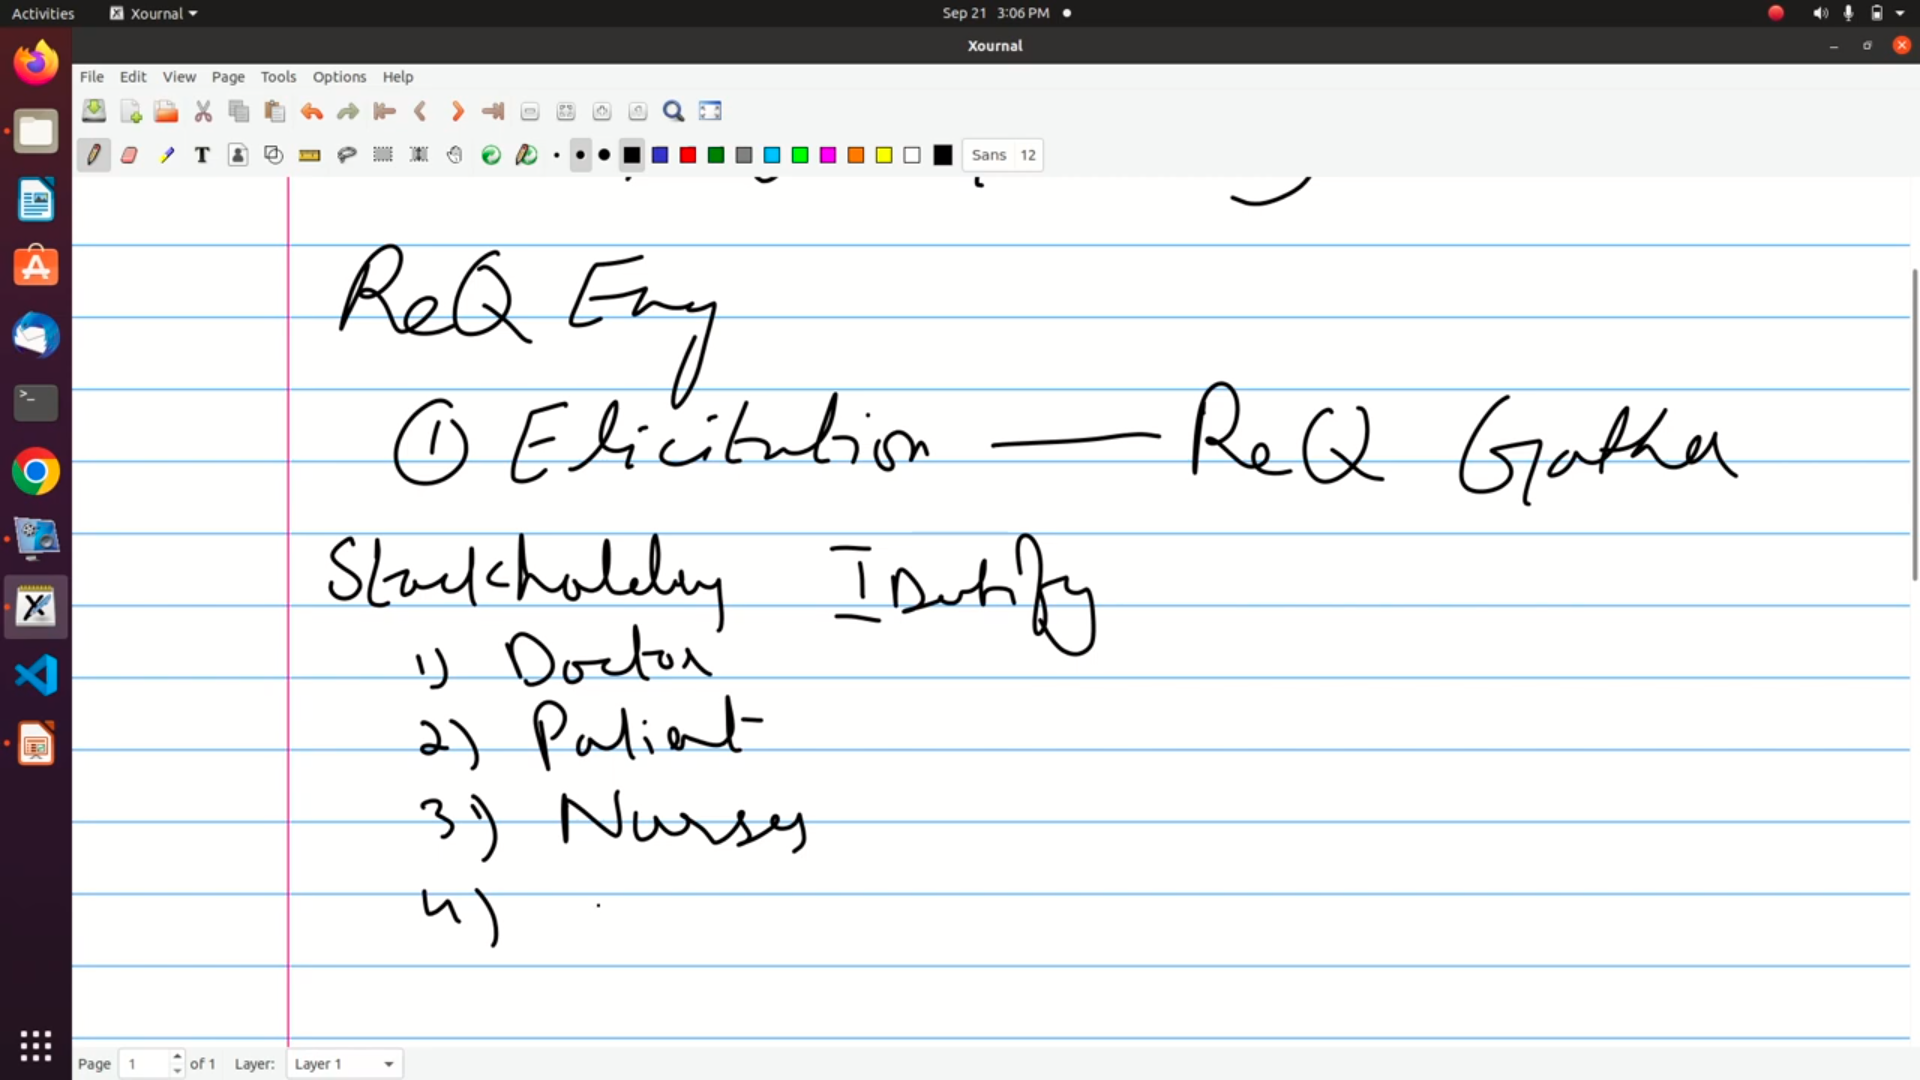 Activities Xournal Sep 21 3:06 PM
Xournal
File Edit View Page Tools Options Help
T Sans 12
ReQ Eng
① Elicitation — ReQ Gather
IDentify
1) Doctor
2) Patient
3) Nurses
4)
Page 1 of 1 Layer: Layer 1